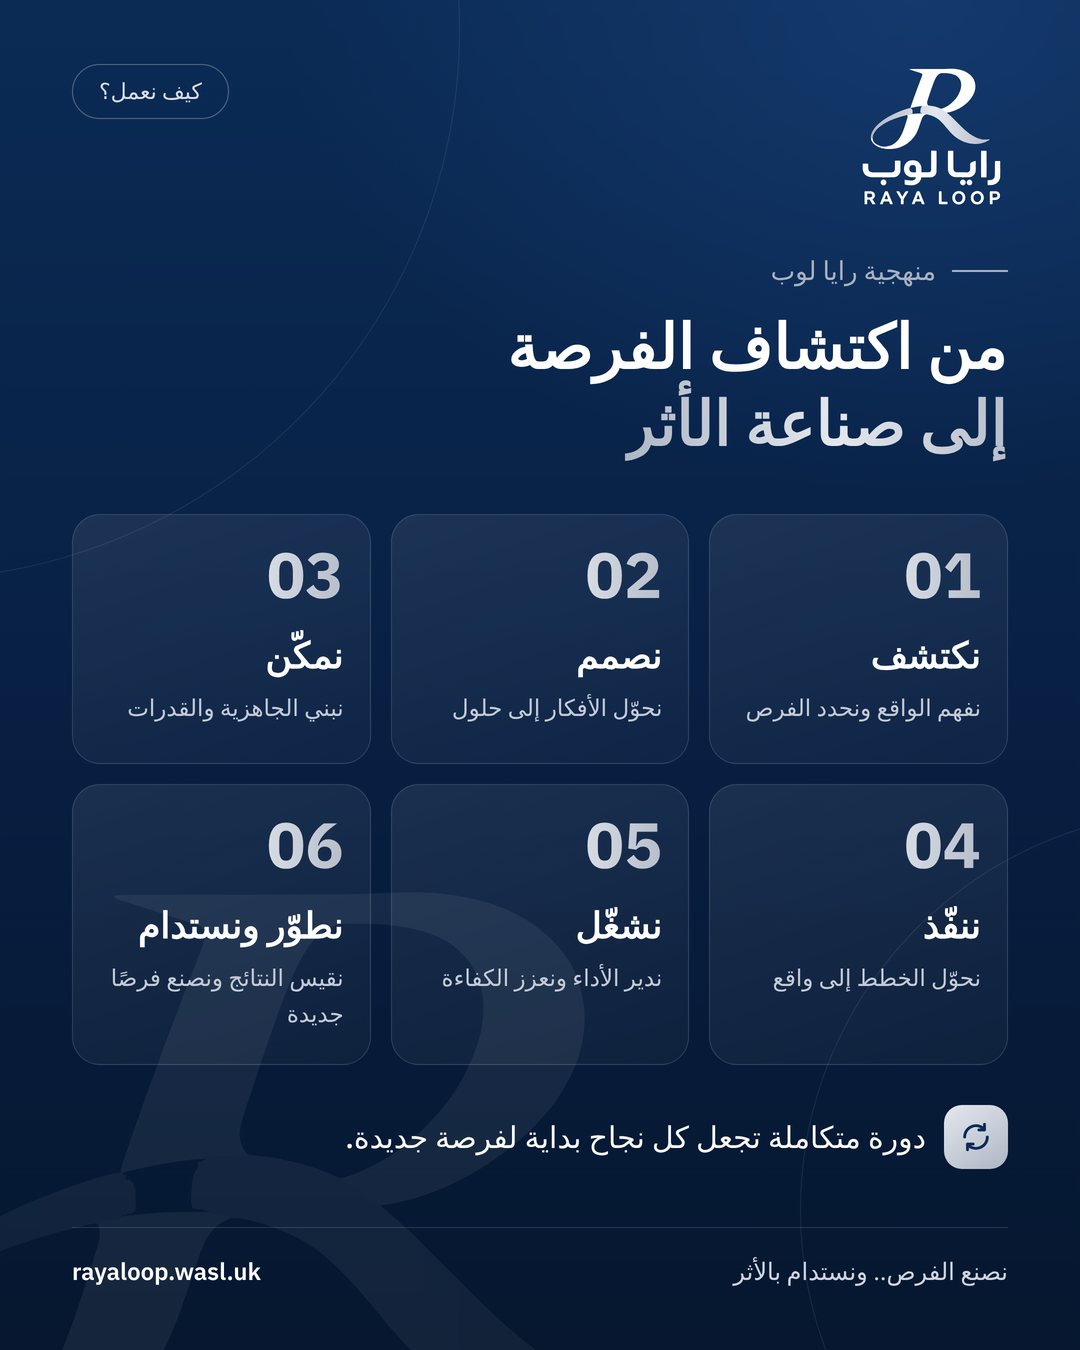 رايا لوب
RAYA LOOP
كيف نعمل؟
منهجية رايا لوب
من اكتشاف الفرصة
إلى صناعة الأثر
01
نكتشف
نفهم الواقع ونحدد الفرص
02
نصمم
نحوّل الأفكار إلى حلول
03
نمكّن
نبني الجاهزية والقدرات
04
ننفّذ
نحوّل الخطط إلى واقع
05
نشغّل
ندير الأداء ونعزز الكفاءة
06
نطوّر ونستدام
نقيس النتائج ونصنع فرصًا
جديدة
دورة متكاملة تجعل كل نجاح بداية لفرصة جديدة.
نصنع الفرص.. ونستدام بالأثر
rayaloop.wasl.uk